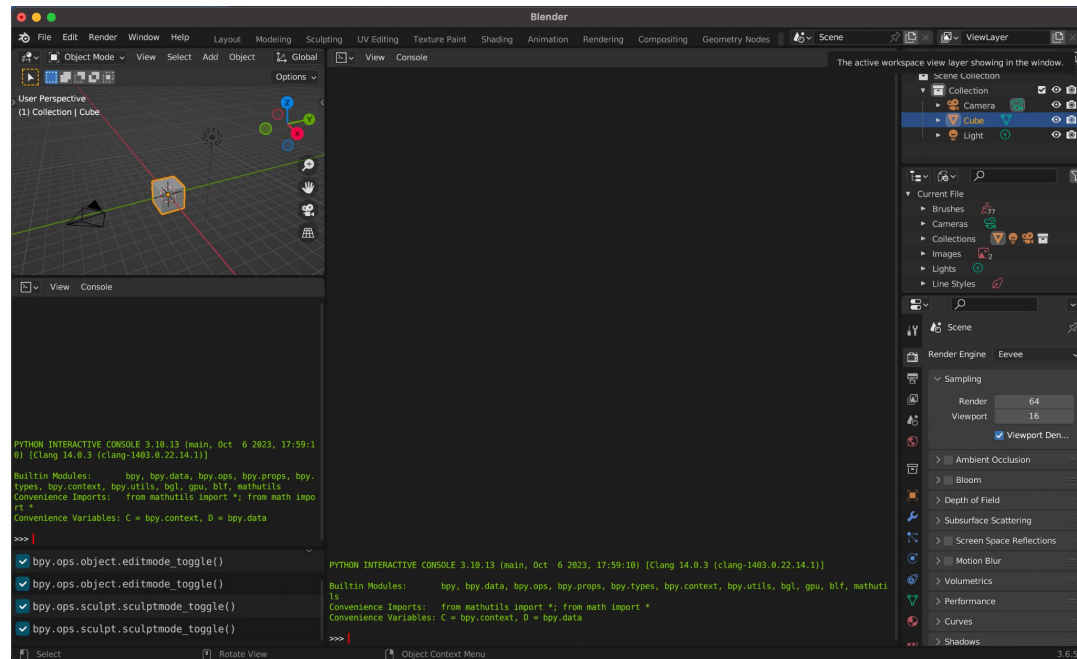 Blender
File Edit Render Window Help Layout Modeling Sculpting UV Editing Texture Paint Shading Animation Rendering Compositing Geometry Nodes Scene ViewLayer
Object Mode View Select Add Object Global
Options
User Perspective
(1) Collection | Cube
Z
Y
X
View Console
PYTHON INTERACTIVE CONSOLE 3.10.13 (main, Oct  6 2023, 17:59:1
0) [Clang 14.0.3 (clang-1403.0.22.14.1)]
Builtin Modules:       bpy, bpy.data, bpy.ops, bpy.props, bpy.
types, bpy.context, bpy.utils, bgl, gpu, blf, mathutils
Convenience Imports:   from mathutils import *; from math impo
rt *
Convenience Variables: C = bpy.context, D = bpy.data
>>>
bpy.ops.object.editmode_toggle()
bpy.ops.object.editmode_toggle()
bpy.ops.sculpt.sculptmode_toggle()
bpy.ops.sculpt.sculptmode_toggle()
View Console
PYTHON INTERACTIVE CONSOLE 3.10.13 (main, Oct  6 2023, 17:59:10) [Clang 14.0.3 (clang-1403.0.22.14.1)]
Builtin Modules:       bpy, bpy.data, bpy.ops, bpy.props, bpy.types, bpy.context, bpy.utils, bgl, gpu, blf, mathuti
ls
Convenience Imports:   from mathutils import *; from math import *
Convenience Variables: C = bpy.context, D = bpy.data
>>>
The active workspace view layer showing in the window.
Scene Collection
Collection
Camera
Cube
Light
Current File
Brushes 77
Cameras
Collections
Images 2
Lights
Line Styles
Scene
Render Engine Eevee
Sampling
Render 64
Viewport 16
Viewport Den...
Ambient Occlusion
Bloom
Depth of Field
Subsurface Scattering
Screen Space Reflections
Motion Blur
Volumetrics
Performance
Curves
Shadows
Select Rotate View Object Context Menu 3.6.5